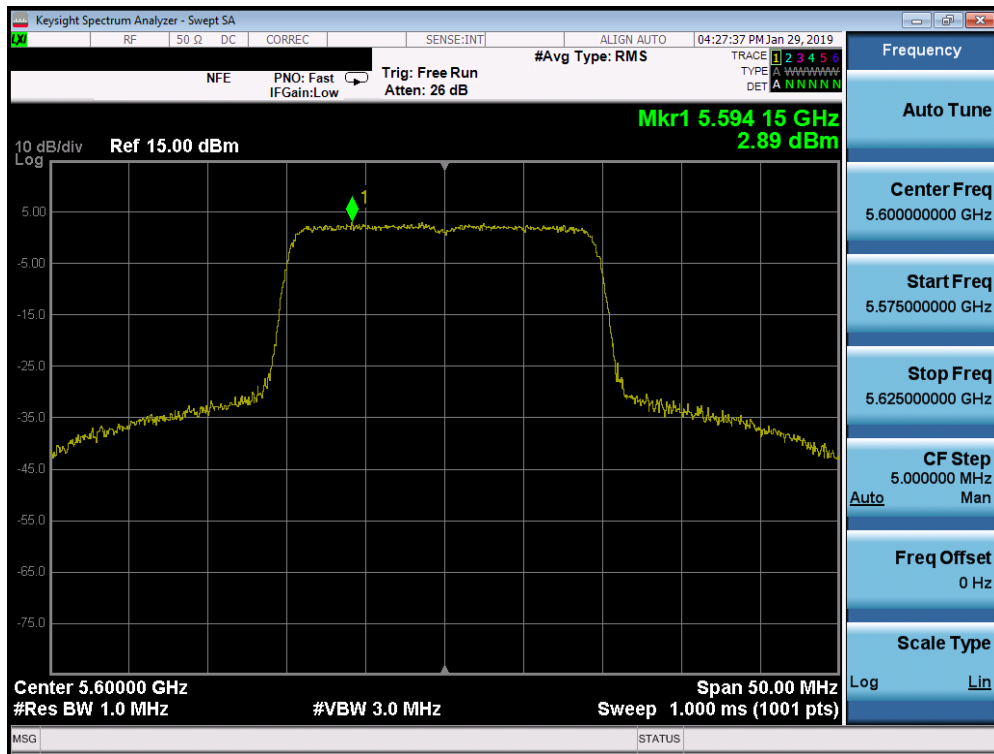 Keysight Spectrum Analyzer - Swept SA
LXI RF 50 Ω DC CORREC SENSE:INT ALIGN AUTO 04:27:37 PM Jan 29, 2019
NFE PNO: Fast Trig: Free Run #Avg Type: RMS TRACE 1 2 3 4 5 6
IFGain:Low Atten: 26 dB TYPE A WWWWW
DET A N N N N N
Mkr1 5.594 15 GHz
2.89 dBm
10 dB/div Ref 15.00 dBm
Log
1
5.00
-5.00
-15.0
-25.0
-35.0
-45.0
-55.0
-65.0
-75.0
Center 5.60000 GHz Span 50.00 MHz
#Res BW 1.0 MHz #VBW 3.0 MHz Sweep 1.000 ms (1001 pts)
MSG STATUS
Frequency
Auto Tune
Center Freq
5.600000000 GHz
Start Freq
5.575000000 GHz
Stop Freq
5.625000000 GHz
CF Step
5.000000 MHz
Auto Man
Freq Offset
0 Hz
Scale Type
Log Lin